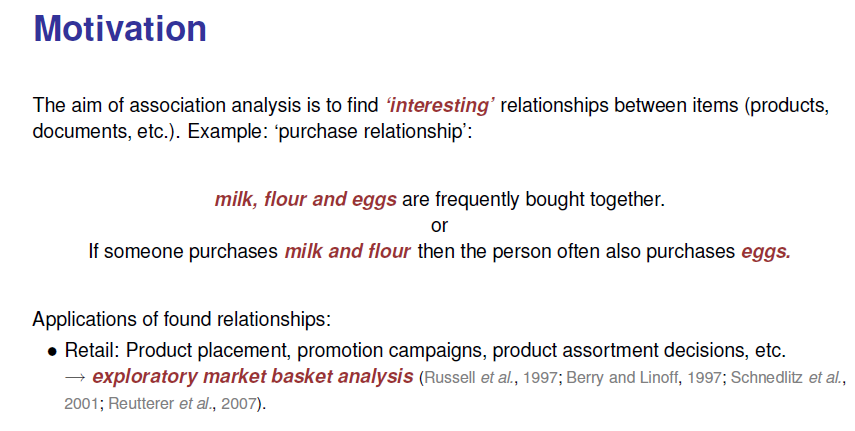 Motivation
The aim of association analysis is to find ‘interesting’ relationships between items (products,
documents, etc.). Example: ‘purchase relationship’:
milk, flour and eggs are frequently bought together.
or
If someone purchases milk and flour then the person often also purchases eggs.
Applications of found relationships:
• Retail: Product placement, promotion campaigns, product assortment decisions, etc.
→ exploratory market basket analysis (Russell et al., 1997; Berry and Linoff, 1997; Schnedlitz et al.,
2001; Reutterer et al., 2007).